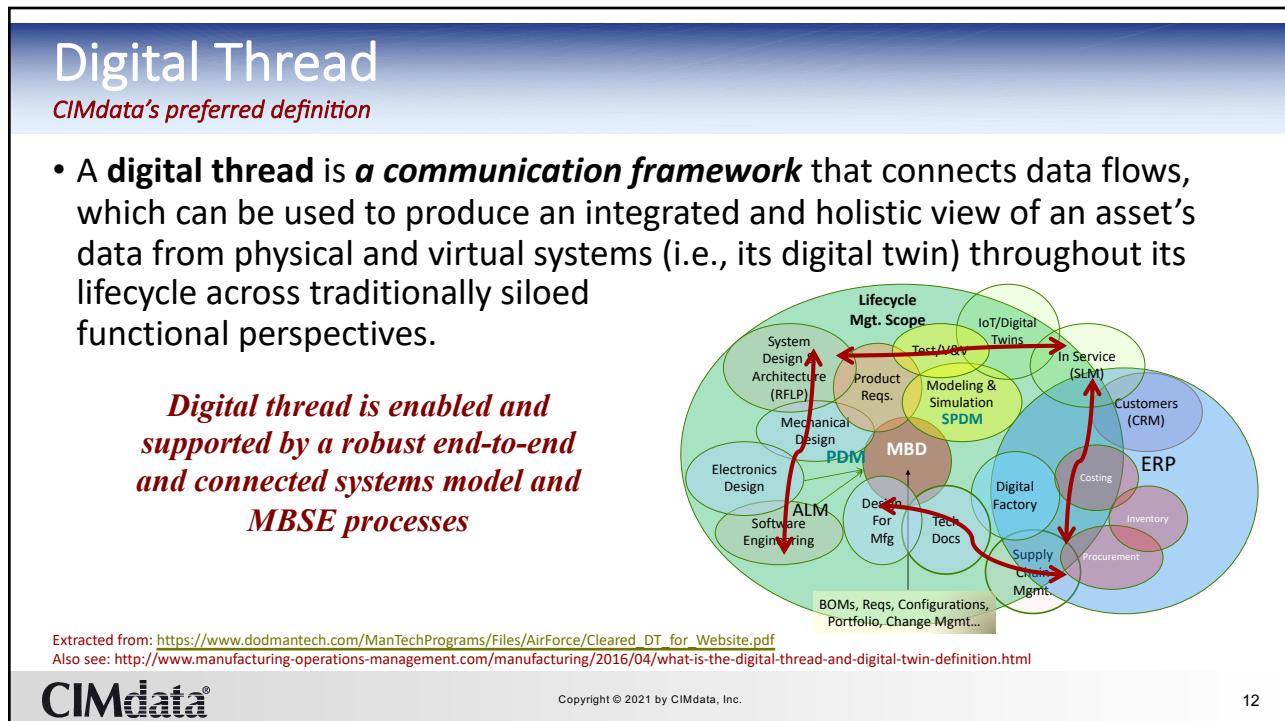 Digital Thread
CIMdata's preferred definition
• A digital thread is a communication framework that connects data flows,
which can be used to produce an integrated and holistic view of an asset's
data from physical and virtual systems (i.e., its digital twin) throughout its
lifecycle across traditionally siloed
functional perspectives.
Digital thread is enabled and
supported by a robust end-to-end
and connected systems model and
MBSE processes
Lifecycle
Mgt. Scope
System
Design &
Architecture
(RFLP)
Product
Reqs.
Test/V&V
IoT/Digital
Twins
In Service
(SLM)
Modeling &
Simulation
SPDM
Customers
(CRM)
Mechanical
Design
PDM
MBD
ERP
Electronics
Design
ALM
Software
Engineering
Design
For
Mfg
Tech
Docs
Digital
Factory
Costing
Inventory
Procurement
Supply
Chain
Mgmt.
BOMs, Reqs, Configurations,
Portfolio, Change Mgmt...
Extracted from: https://www.dodmantech.com/ManTechPrograms/Files/AirForce/Cleared_DT_for_Website.pdf
Also see: http://www.manufacturing-operations-management.com/manufacturing/2016/04/what-is-the-digital-thread-and-digital-twin-definition.html
CIMdata®
Copyright © 2021 by CIMdata, Inc.
12